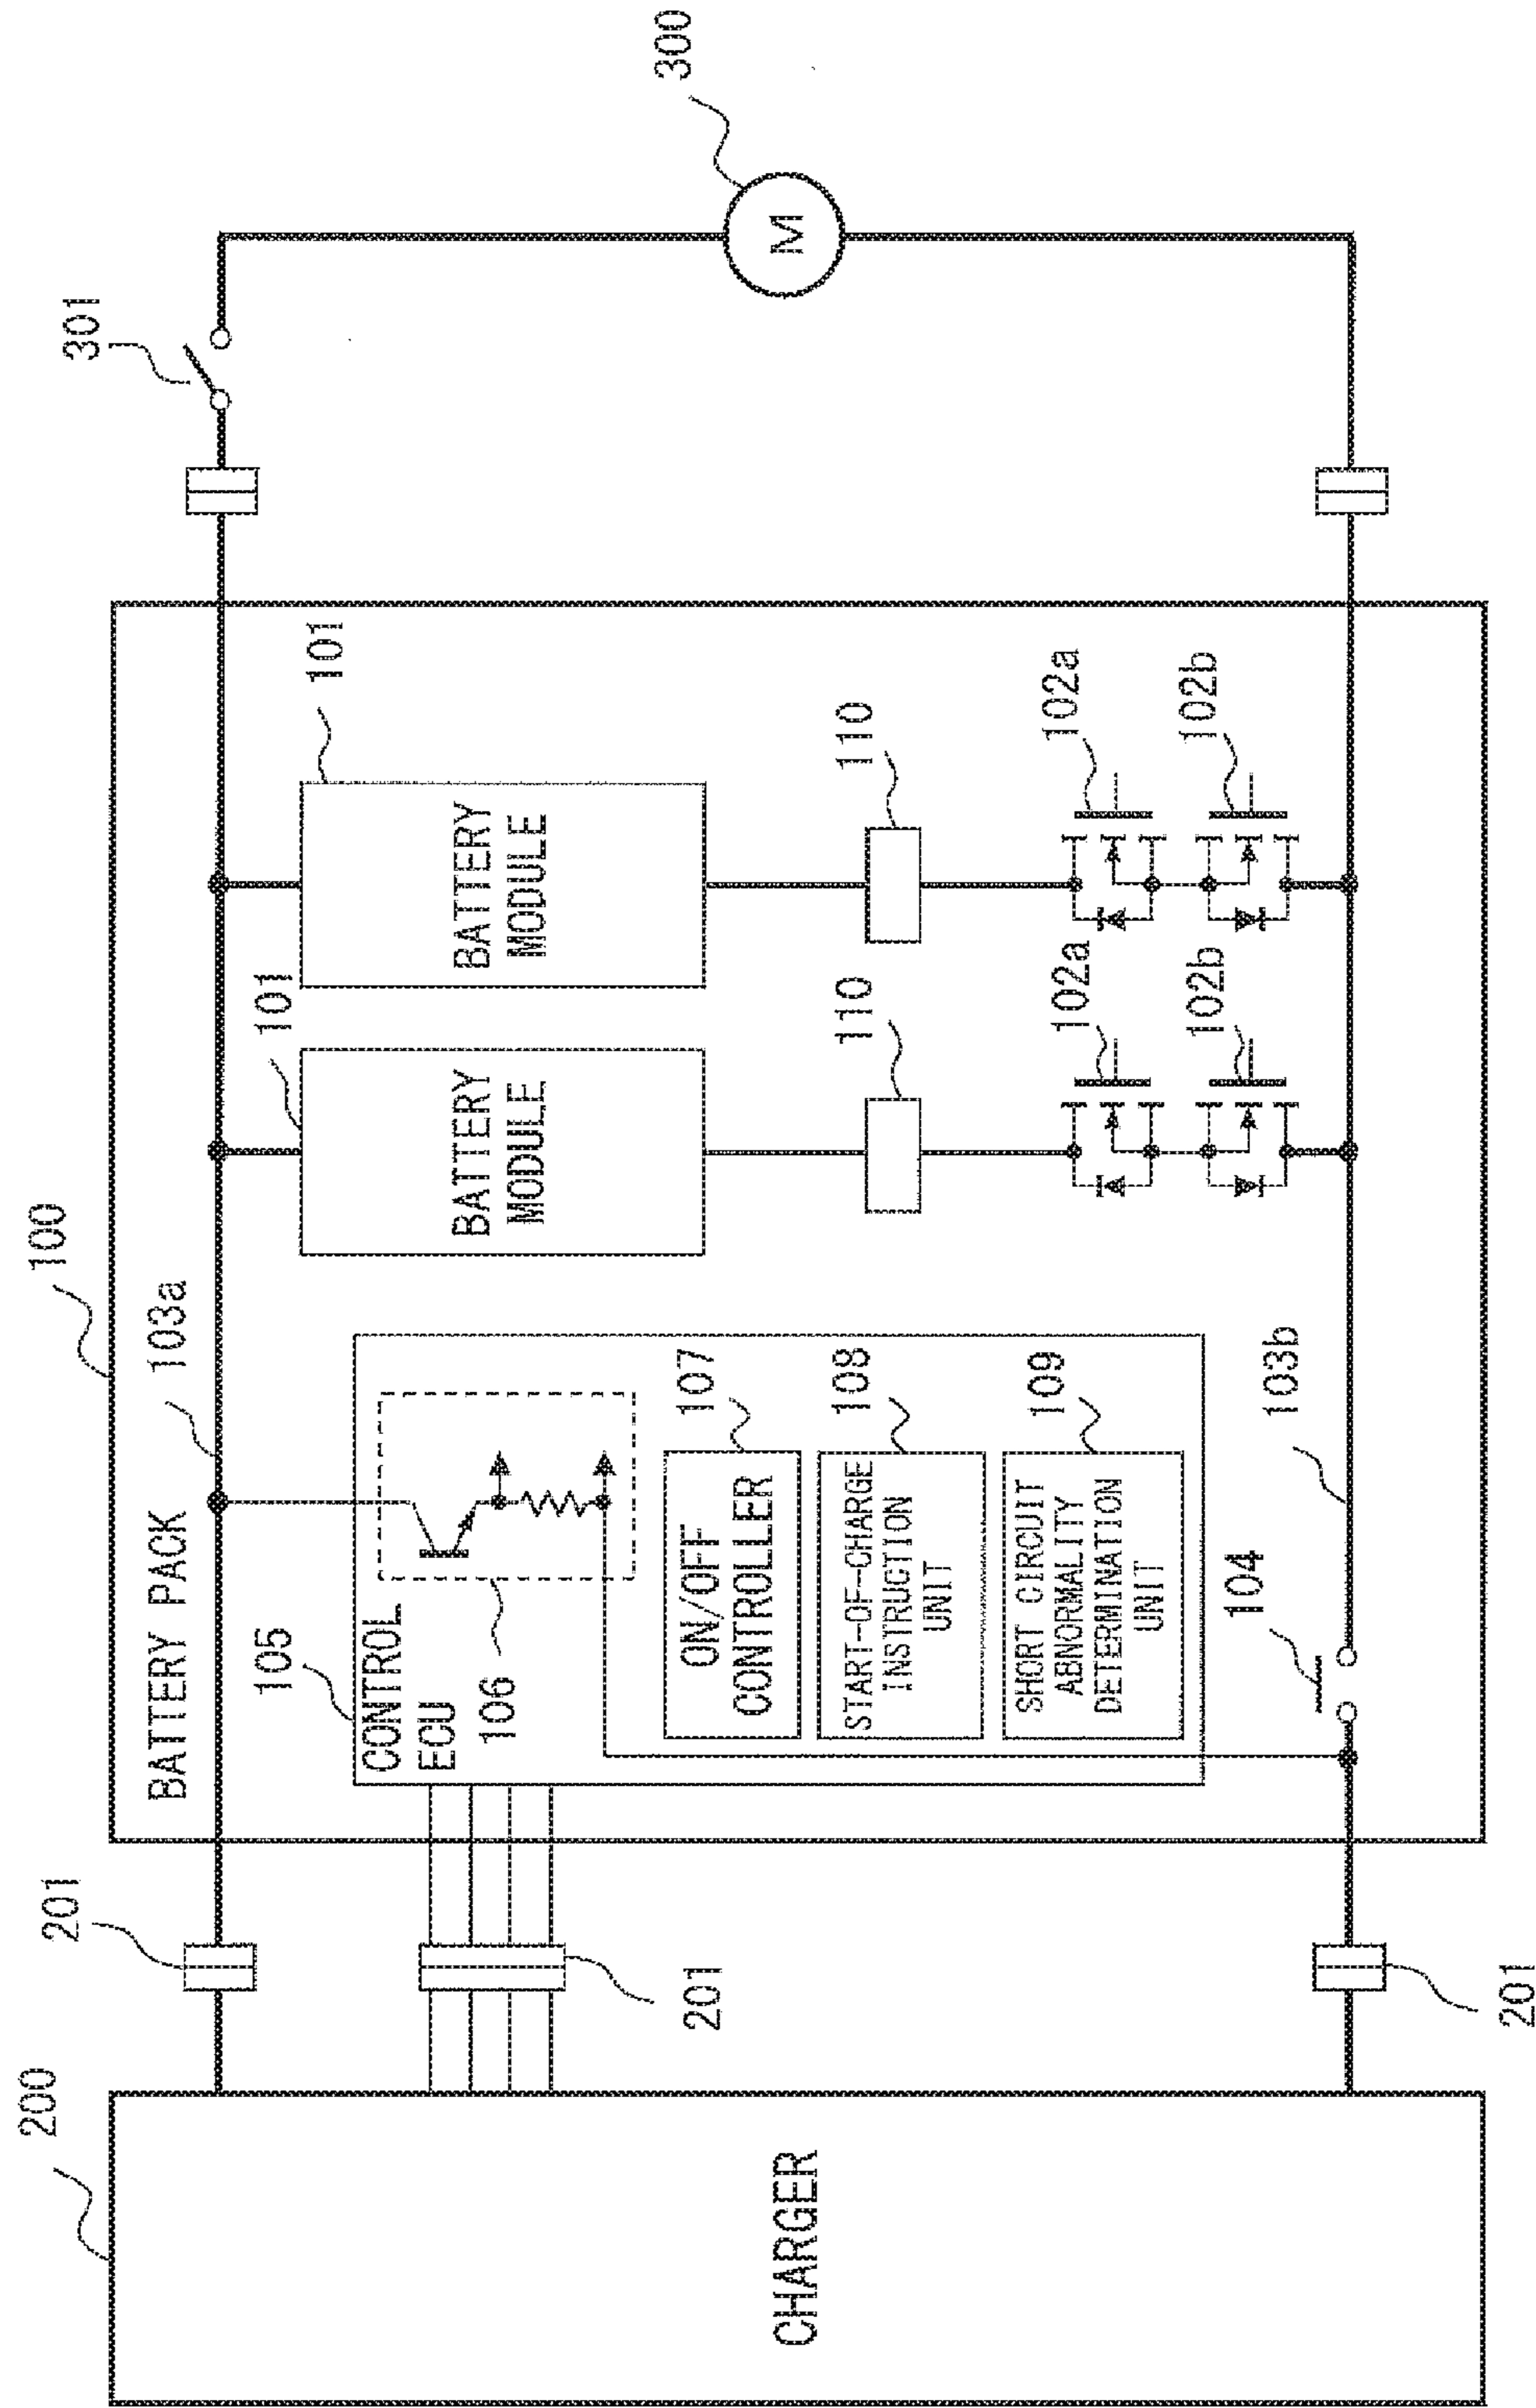 200
CHARGER
201
201
201
100
BATTERY PACK
103a
105
CONTROL
ECU
106
107
ON/OFF
CONTROLLER
108
START-OF-CHARGE
INSTRUCTION
UNIT
109
SHORT CIRCUIT
ABNORMALITY
DETERMINATION
UNIT
104
103b
101
BATTERY
MODULE
110
102a
102b
101
BATTERY
MODULE
110
102a
102b
301
300
M